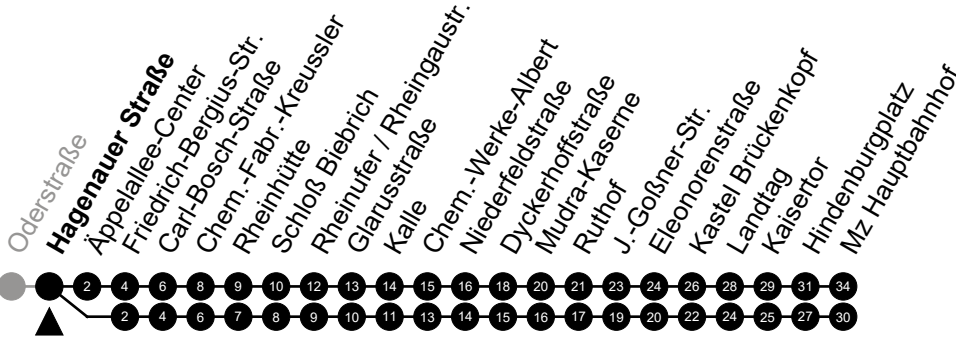 Oderstraße
Hagenauer Straße
Äppelallee-Center
Friedrich-Bergius-Str.
Carl-Bosch-Straße
Chem.-Fabr.-Kreussler
Rheinhütte
Schloß Biebrich
Rheinufer / Rheingaustr.
Glarusstraße
Kalle
Chem.-Werke-Albert
Niederfeldstraße
Dyckerhoffstraße
Mudra-Kaserne
Ruthof
J.-Goßner-Str.
Eleonorenstraße
Kastel Brückenkopf
Landtag
Kaisertor
Hindenburgplatz
Mz Hauptbahnhof
2 4 6 8 9 10 12 13 14 15 16 18 20 21 23 24 26 28 29 31 34
2 4 6 7 8 9 10 11 13 14 15 16 17 19 20 22 24 25 27 30